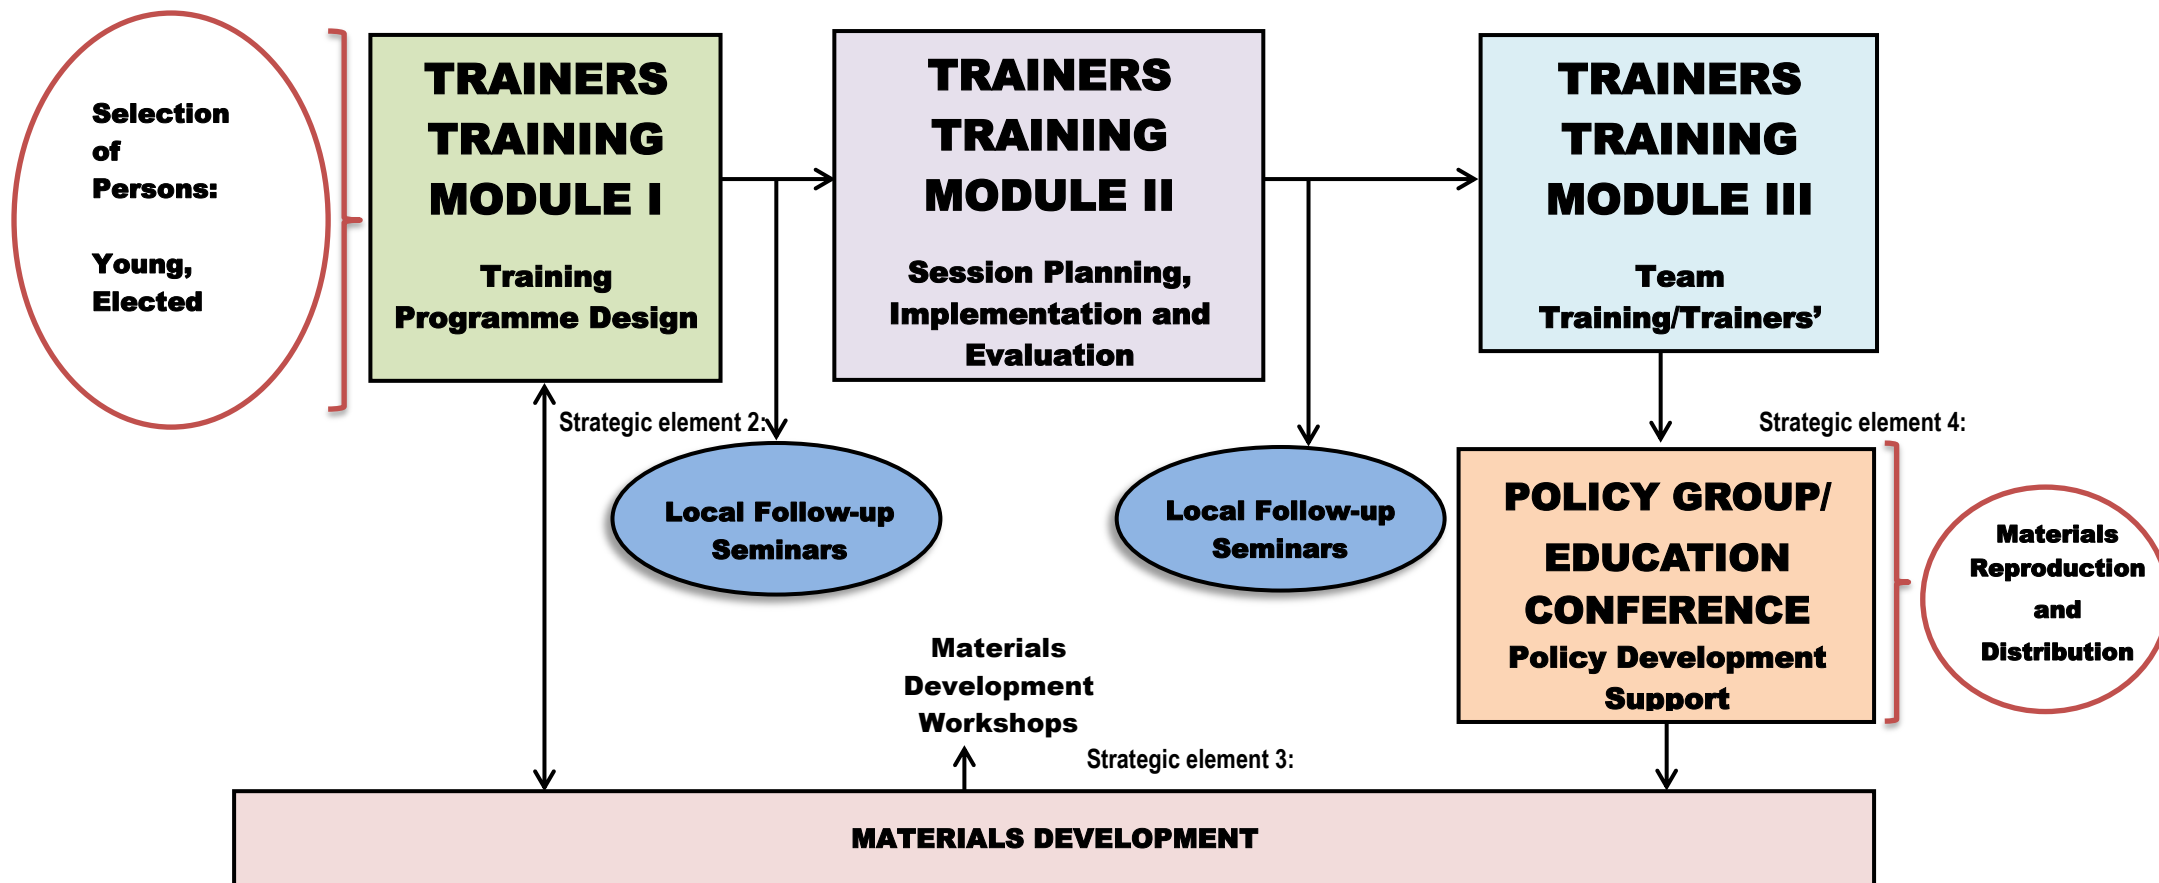 Selection
of
Persons:
Young,
Elected
TRAINERS
TRAINING
MODULE I
Training
Programme Design
TRAINERS
TRAINING
MODULE II
Session Planning,
Implementation and
Evaluation
TRAINERS
TRAINING
MODULE III
Team
Training/Trainers’
Strategic element 2:
Strategic element 4:
Local Follow-up
Seminars
Local Follow-up
Seminars
POLICY GROUP/
EDUCATION
CONFERENCE
Policy Development
Support
Materials
Reproduction
and
Distribution
Materials
Development
Workshops
Strategic element 3:
MATERIALS DEVELOPMENT